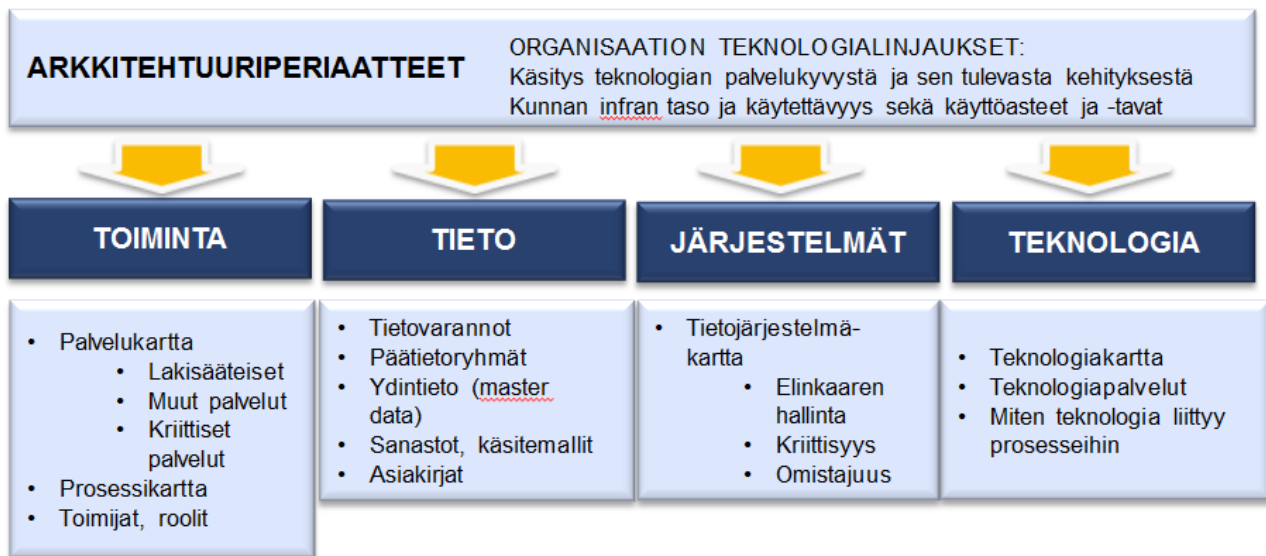 ARKKITEHTUURIPERIAATTEET
ORGANISAATION TEKNOLOGIALINJAUKSET:
Käsitys teknologian palvelukyvystä ja sen tulevasta kehityksestä
Kunnan infran taso ja käytettävyys sekä käyttöasteet ja -tavat
TOIMINTA
• Palvelukartta
• Lakisääteiset
• Muut palvelut
• Kriittiset
palvelut
• Prosessikartta
• Toimijat, roolit
TIETO
• Tietovarannot
• Päätietoryhmät
• Ydintieto (master
data)
• Sanastot, käsitemallit
• Asiakirjat
JÄRJESTELMÄT
• Tietojärjestelmä-
kartta
• Elinkaaren
hallinta
• Kriittisyys
• Omistajuus
TEKNOLOGIA
• Teknologiakartta
• Teknologiapalvelut
• Miten teknologia liittyy
prosesseihin